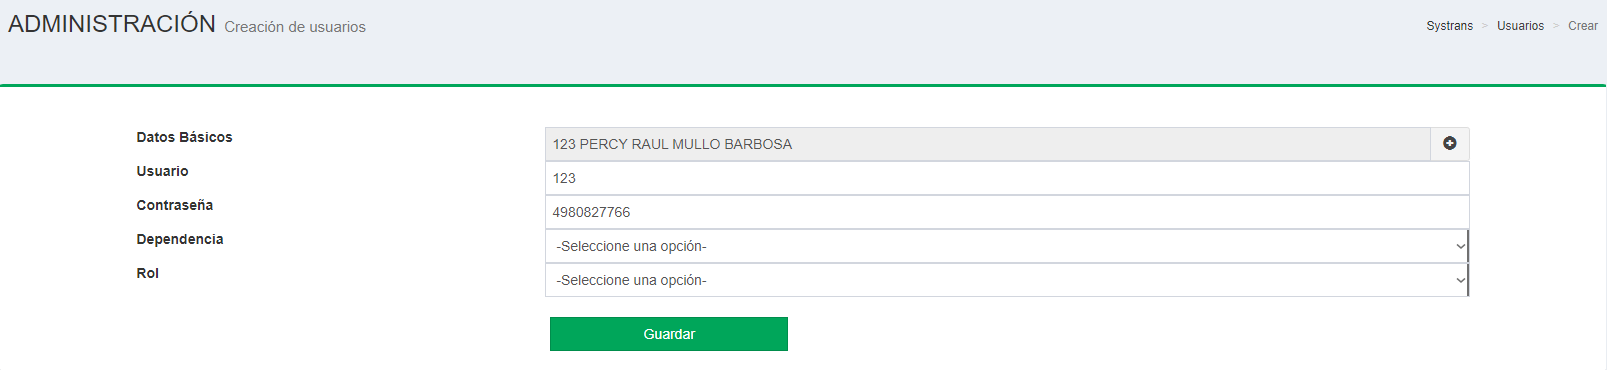 ADMINISTRACIÓN Creación de usuarios
Systrans > Usuarios > Crear
Datos Básicos
123 PERCY RAUL MULLO BARBOSA
Usuario
123
Contraseña
4980827766
Dependencia
-Seleccione una opción-
Rol
-Seleccione una opción-
Guardar